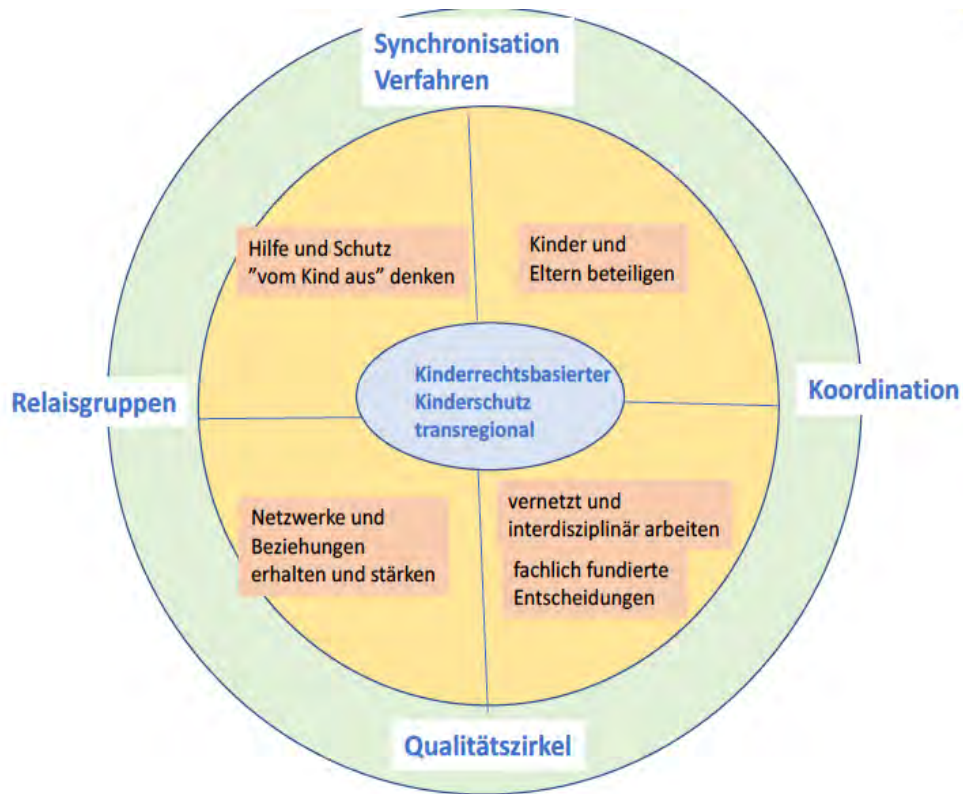 Synchronisation
Verfahren
Hilfe und Schutz
”vom Kind aus” denken
Kinder und
Eltern beteiligen
Relaisgruppen
Kinderrechtsbasierter
Kinderschutz
transregional
Koordination
Netzwerke und
Beziehungen
erhalten und stärken
vernetzt und
interdisziplinär arbeiten
fachlich fundierte
Entscheidungen
Qualitätszirkel